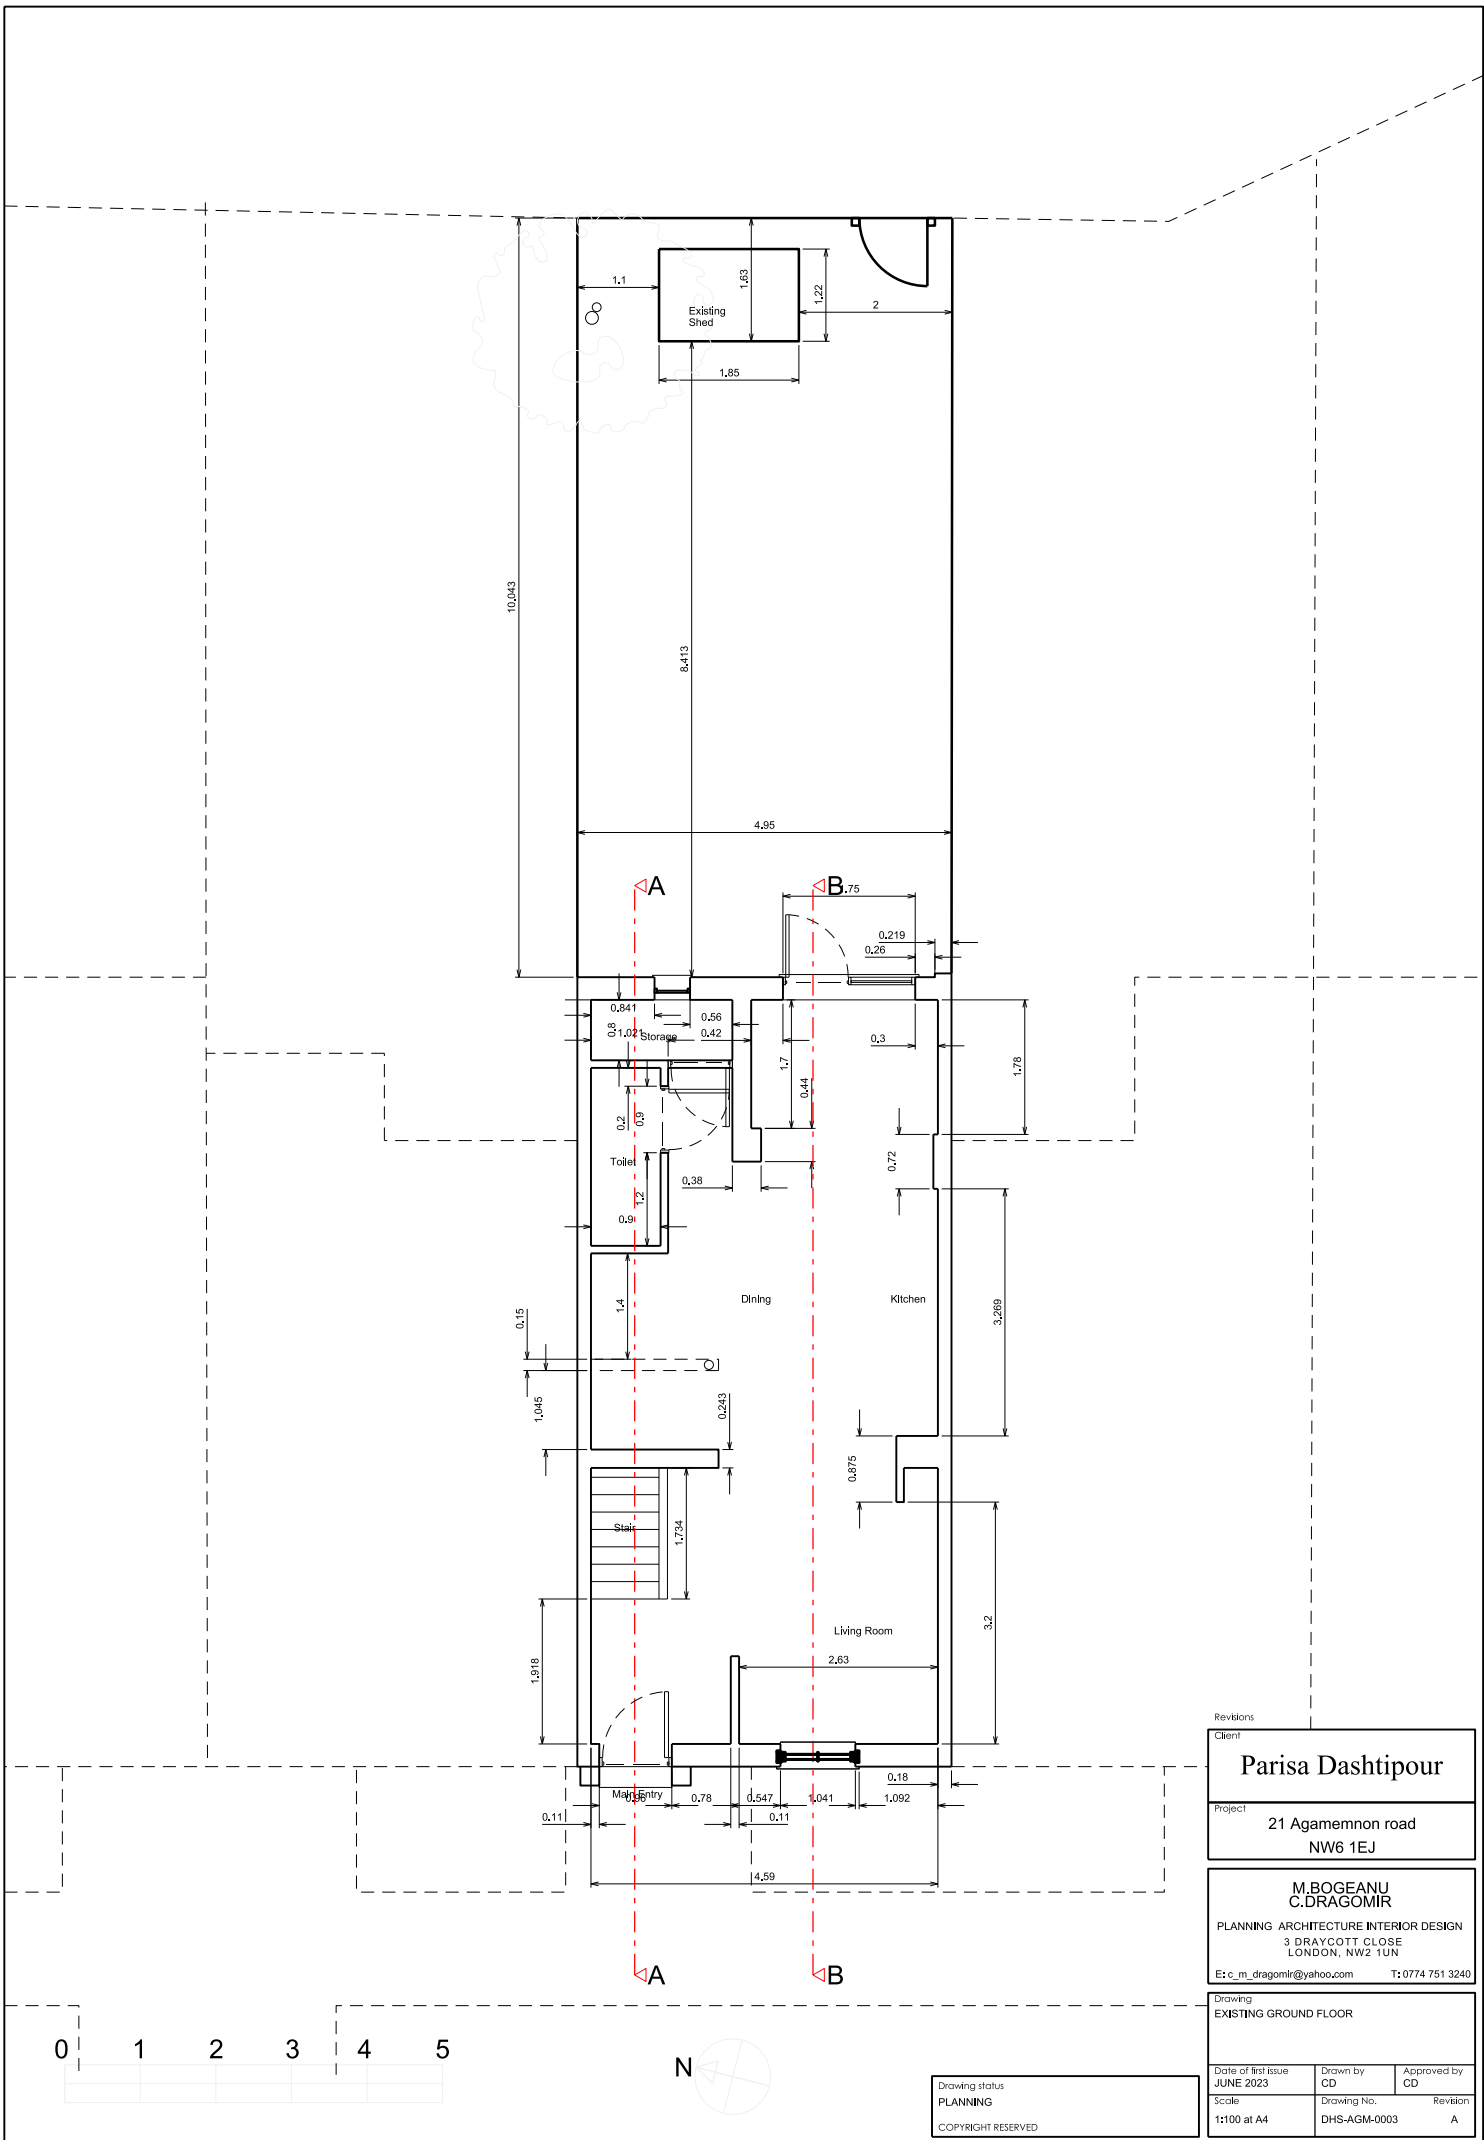 1.1
1.63
1.22
2
Existing
Shed
1.85
10.043
8.413
4.95
A
B
.75
0.219
0.26
0.841
0.56
0.8
1.021
Storage
0.42
0.3
1.7
1.78
0.44
0.2
0.9
Toilet
0.72
0.38
1.2
0.9
Dining
Kitchen
1.4
3.269
0.15
1.045
0.243
0.875
Stair
1.734
3.2
Living Room
2.63
1.918
0.18
Main Entry
0.96
0.78
0.547
1.041
1.092
0.11
0.11
4.59
A
B
0 1 2 3 4 5
N
Revisions
Client
Parisa Dashtipour
Project
21 Agamemnon road
NW6 1EJ
M.BOGEANU
C.DRAGOMIR
PLANNING ARCHITECTURE INTERIOR DESIGN
3 DRAYCOTT CLOSE
LONDON, NW2 1UN
E: c_m_dragomir@yahoo.com T: 0774 751 3240
Drawing
EXISTING GROUND FLOOR
Date of first issue Drawn by Approved by
JUNE 2023 CD CD
Scale Drawing No. Revision
1:100 at A4 DHS-AGM-0003 A
Drawing status
PLANNING
COPYRIGHT RESERVED